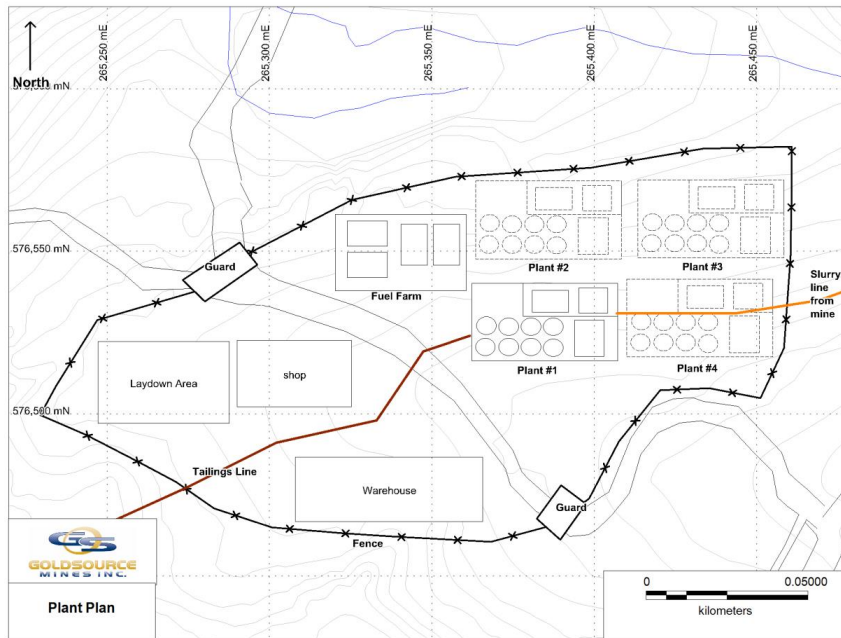 North
265,250 mE
265,300 mE
265,350 mE
265,400 mE
265,450 mE
576,550 mN
576,500 mN
Guard
Fuel Farm
Plant #2
Plant #3
Slurry
line
from
mine
Laydown Area
shop
Plant #1
Plant #4
Tailings Line
Warehouse
Guard
Fence
GS
GOLDSOURCE
MINES INC.
Plant Plan
0
0.05000
kilometers